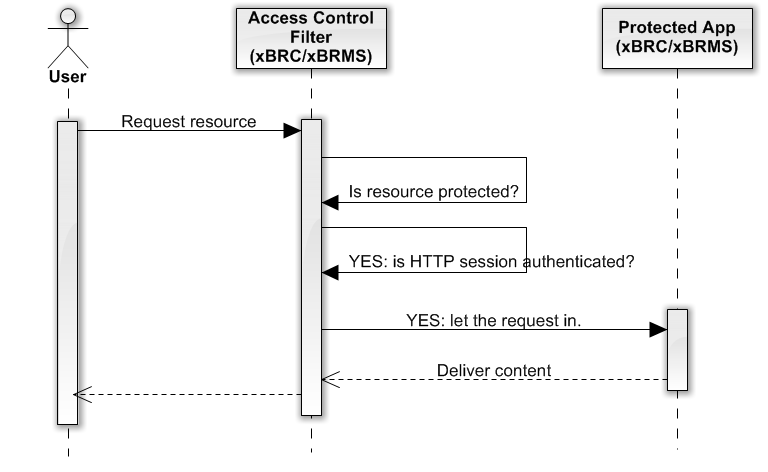 Access Control
Filter
(xBRC/xBRMS)
Protected App
(xBRC/xBRMS)
User
Request resource
Is resource protected?
YES: is HTTP session authenticated?
YES: let the request in.
Deliver content